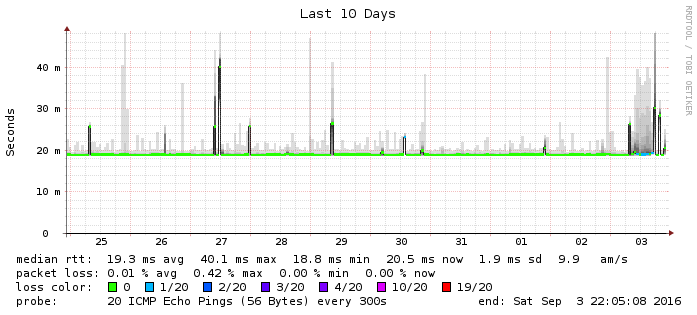 Last 10 Days
RRDTOOL / TOBI OETIKER
Seconds
40 m
30 m
20 m
10 m
0
25 26 27 28 29 30 31 01 02 03
median rtt: 19.3 ms avg 40.1 ms max 18.8 ms min 20.5 ms now 1.9 ms sd 9.9 am/s
packet loss: 0.01 % avg 0.42 % max 0.00 % min 0.00 % now
loss color: 0 1/20 2/20 3/20 4/20 10/20 19/20
probe: 20 ICMP Echo Pings (56 Bytes) every 300s end: Sat Sep 3 22:05:08 2016